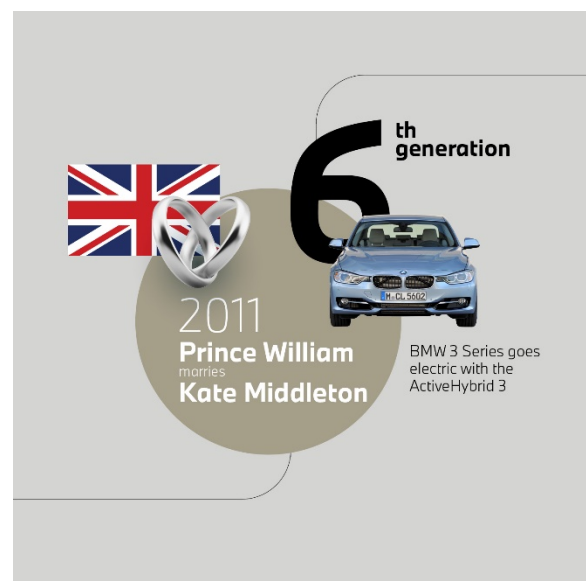 6
th
generation
M·CL 5602
2011
Prince William
marries
Kate Middleton
BMW 3 Series goes
electric with the
ActiveHybrid 3